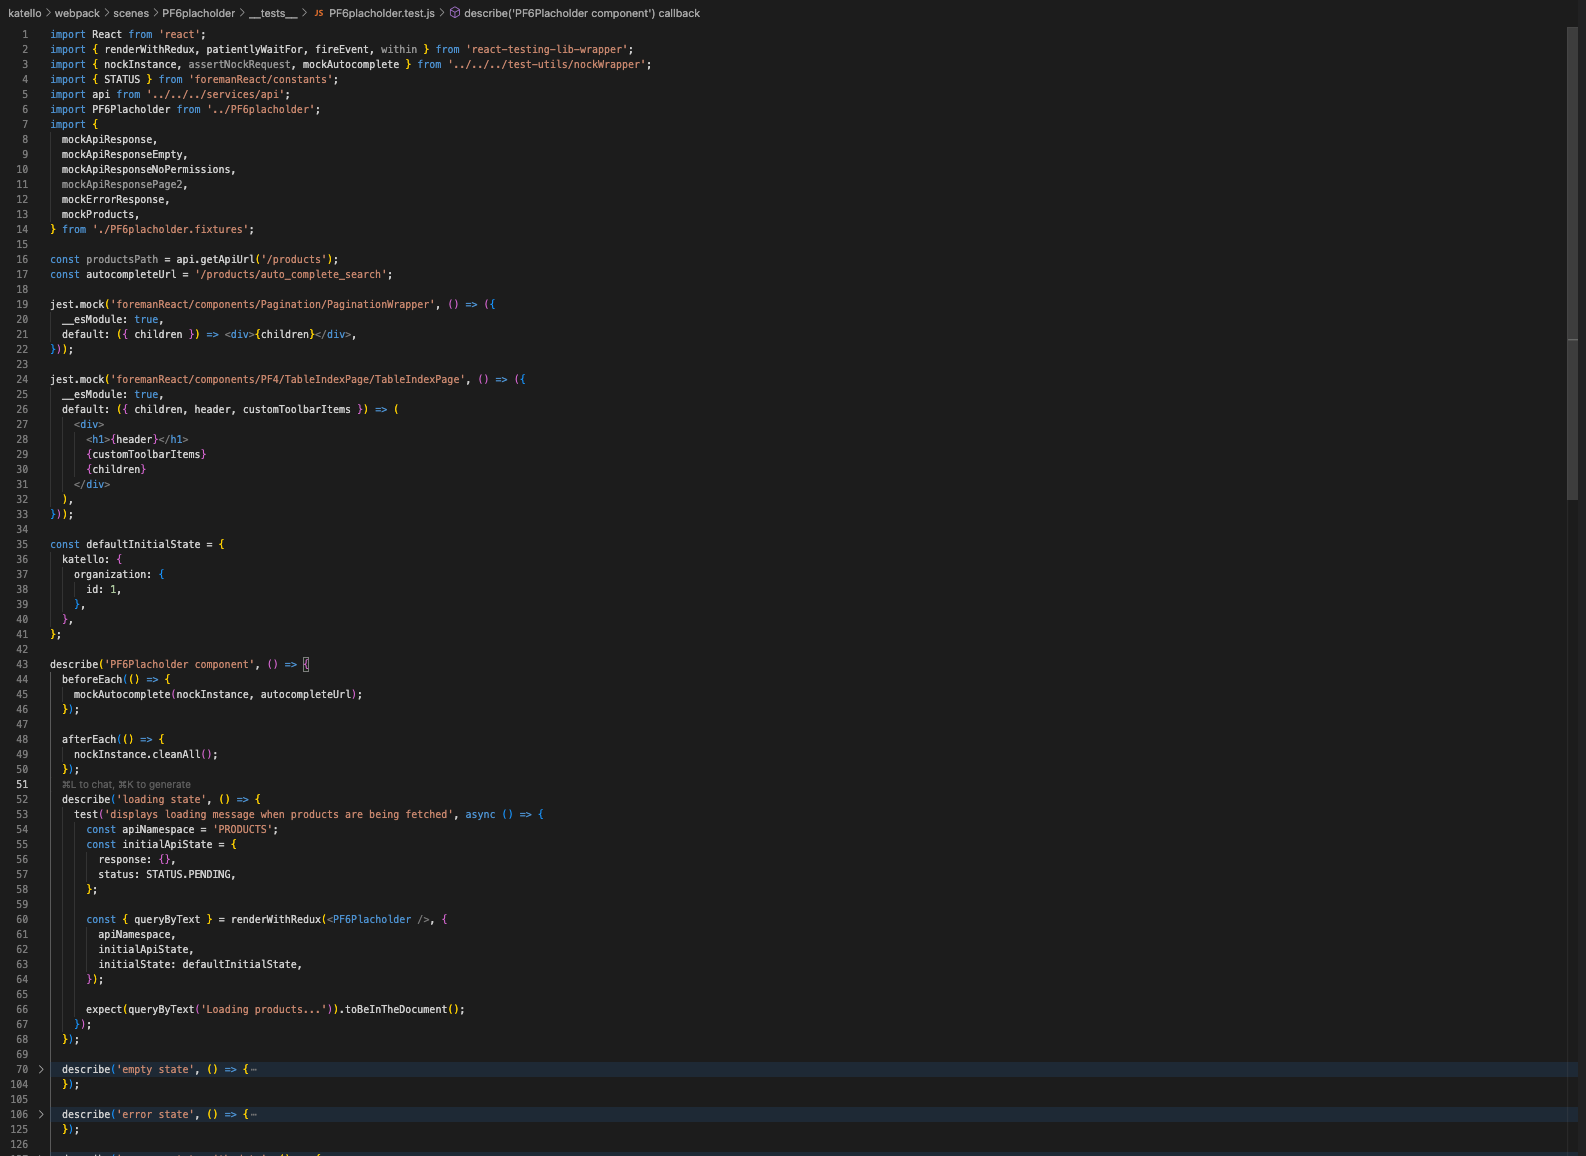 katello > webpack > scenes > PF6placholder > __tests__ > JS PF6placholder.test.js > describe('PF6Placholder component') callback
1 import React from 'react';
2 import { renderWithRedux, patientlyWaitFor, fireEvent, within } from 'react-testing-lib-wrapper';
3 import { nockInstance, assertNockRequest, mockAutocomplete } from '../../../test-utils/nockWrapper';
4 import { STATUS } from 'foremanReact/constants';
5 import api from '../../../services/api';
6 import PF6Placholder from '../PF6placholder';
7 import {
8 mockApiResponse,
9 mockApiResponseEmpty,
10 mockApiResponseNoPermissions,
11 mockApiResponsePage2,
12 mockErrorResponse,
13 mockProducts,
14 } from './PF6placholder.fixtures';
15
16 const productsPath = api.getApiUrl('/products');
17 const autocompleteUrl = '/products/auto_complete_search';
18
19 jest.mock('foremanReact/components/Pagination/PaginationWrapper', () => ({
20 __esModule: true,
21 default: ({ children }) => <div>{children}</div>,
22 }));
23
24 jest.mock('foremanReact/components/PF4/TableIndexPage/TableIndexPage', () => ({
25 __esModule: true,
26 default: ({ children, header, customToolbarItems }) => (
27 <div>
28 <h1>{header}</h1>
29 {customToolbarItems}
30 {children}
31 </div>
32 ),
33 }));
34
35 const defaultInitialState = {
36 katello: {
37 organization: {
38 id: 1,
39 },
40 },
41 };
42
43 describe('PF6Placholder component', () => {
44 beforeEach(() => {
45 mockAutocomplete(nockInstance, autocompleteUrl);
46 });
47
48 afterEach(() => {
49 nockInstance.cleanAll();
50 });
51 ⌘L to chat, ⌘K to generate
52 describe('loading state', () => {
53 test('displays loading message when products are being fetched', async () => {
54 const apiNamespace = 'PRODUCTS';
55 const initialApiState = {
56 response: {},
57 status: STATUS.PENDING,
58 };
59
60 const { queryByText } = renderWithRedux(<PF6Placholder />, {
61 apiNamespace,
62 initialApiState,
63 initialState: defaultInitialState,
64 });
65
66 expect(queryByText('Loading products...')).toBeInTheDocument();
67 });
68 });
69
70 > describe('empty state', () => {⋯
104 });
105
106 > describe('error state', () => {⋯
125 });
126